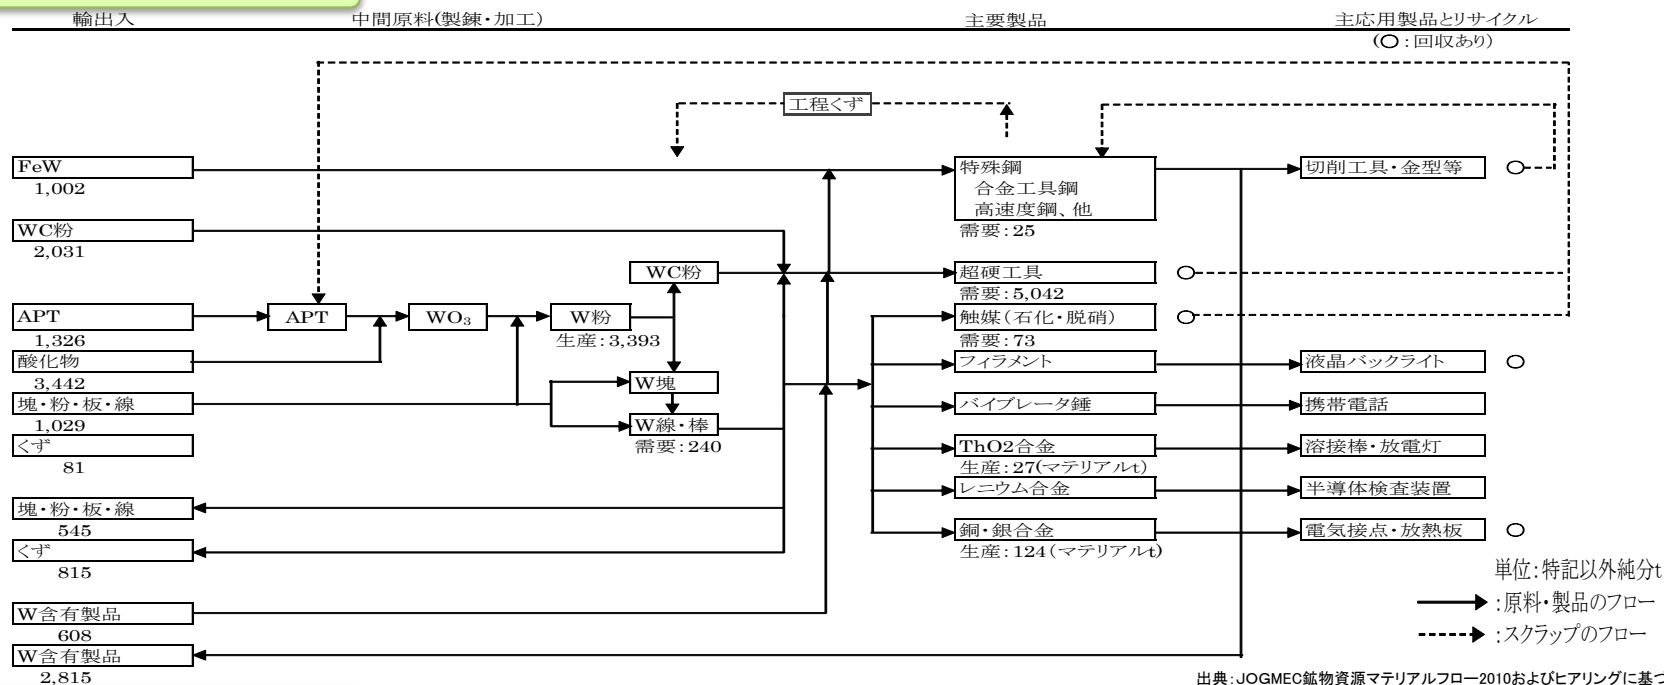 輸出入
中間原料(製錬・加工)
主要製品
主応用製品とリサイクル
(○:回収あり)
工程くず
FeW
1,002
WC粉
2,031
APT
1,326
酸化物
3,442
塊・粉・板・線
1,029
くず
81
塊・粉・板・線
545
くず
815
W含有製品
608
W含有製品
2,815
APT
WO₃
W粉
生産:3,393
WC粉
W塊
W線・棒
需要:240
特殊鋼
合金工具鋼
高速度鋼、他
需要:25
超硬工具
需要:5,042
触媒(石化・脱硝)
需要:73
フィラメント
バイブレータ錘
ThO2合金
生産:27(マテリアルt)
レニウム合金
銅・銀合金
生産:124(マテリアルt)
切削工具・金型等
液晶バックライト
携帯電話
溶接棒・放電灯
半導体検査装置
電気接点・放熱板
単位:特記以外純分t
:原料・製品のフロー
:スクラップのフロー
出典:JOGMEC鉱物資源マテリアルフロー2010およびヒアリングに基づ